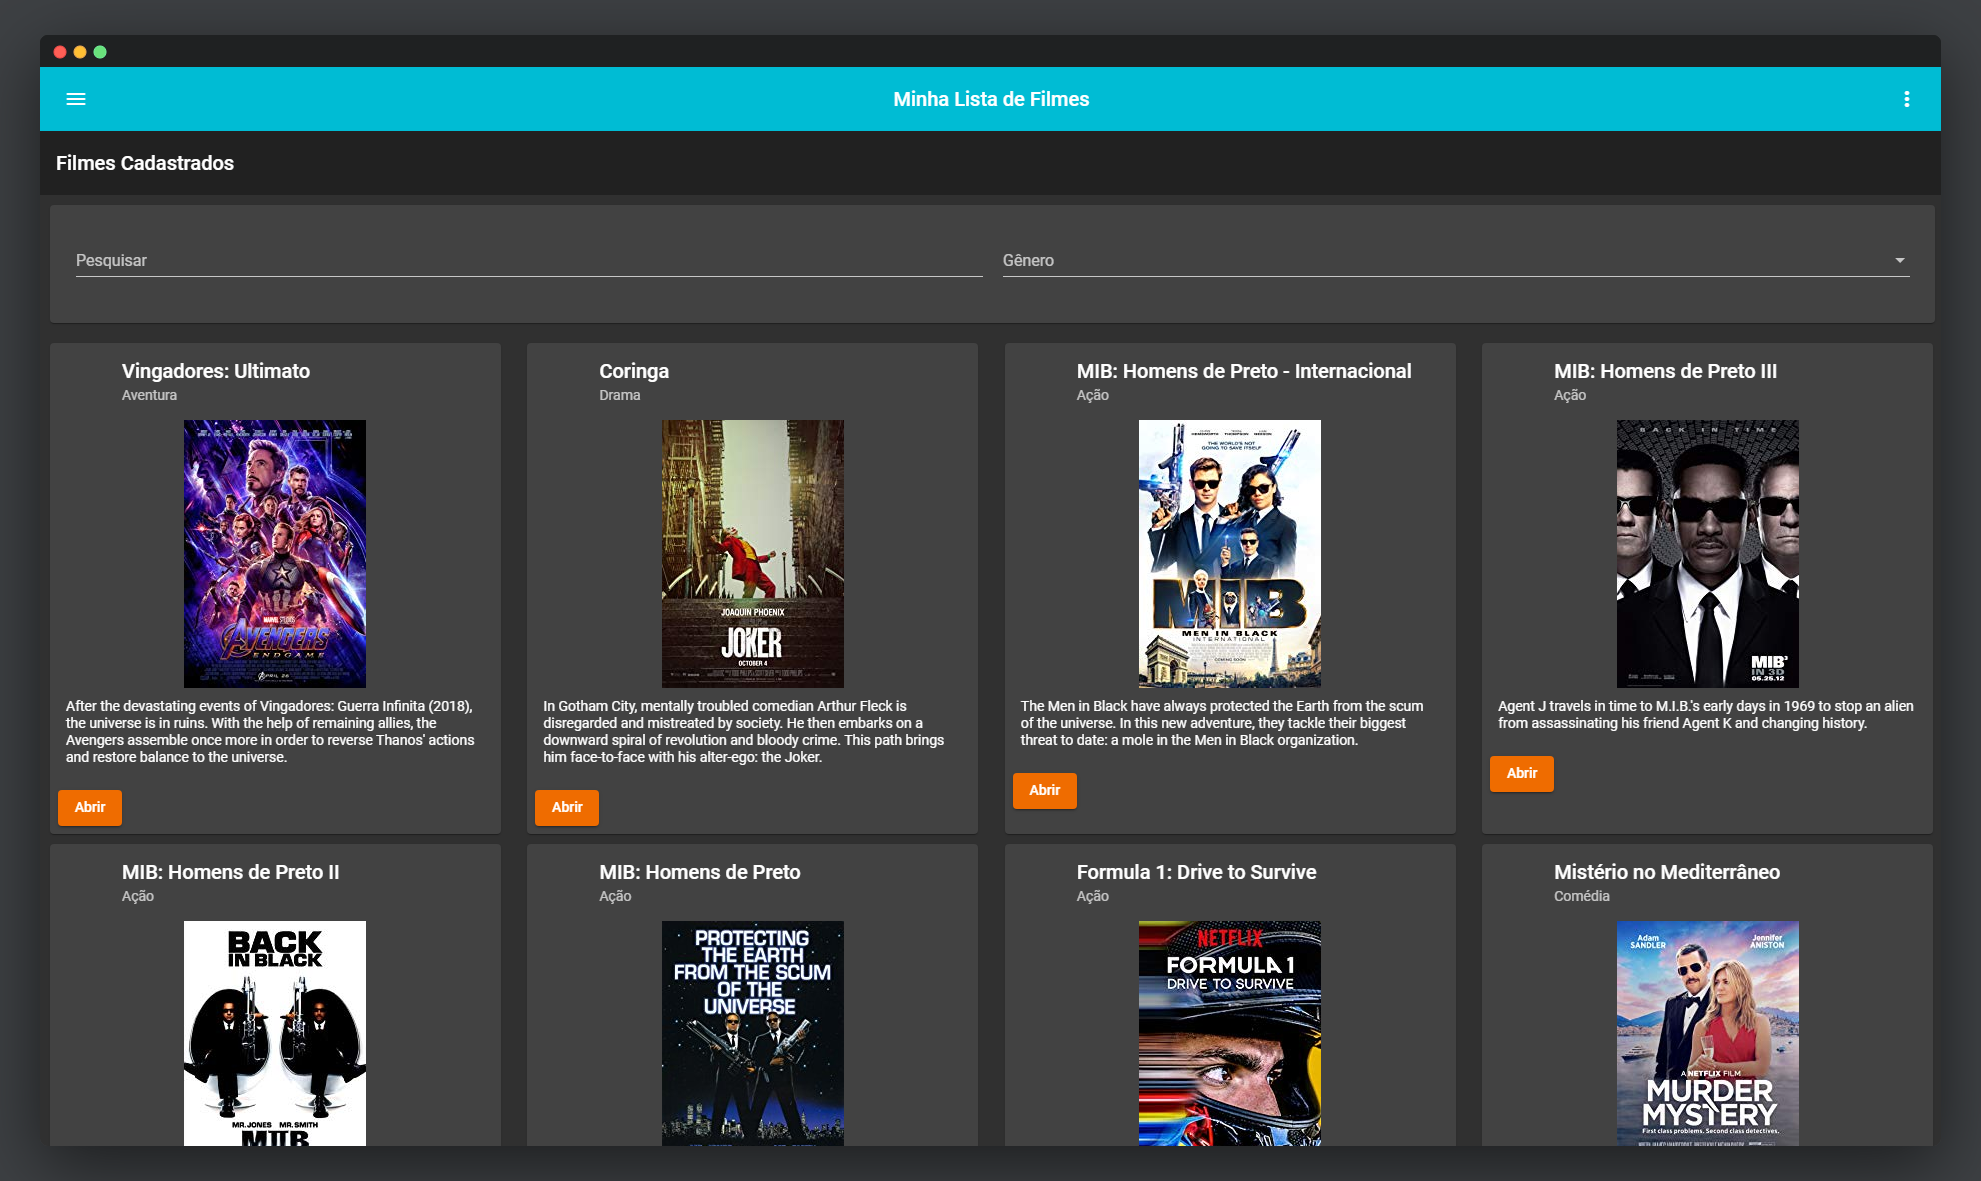 Minha Lista de Filmes
Filmes Cadastrados
Pesquisar
Gênero
Vingadores: Ultimato
Aventura
MARVEL STUDIOS
AVENGERS
ENDGAME
APRIL 26
After the devastating events of Vingadores: Guerra Infinita (2018),
the universe is in ruins. With the help of remaining allies, the
Avengers assemble once more in order to reverse Thanos' actions
and restore balance to the universe.
Abrir
Coringa
Drama
JOAQUIN PHOENIX
JOKER
OCTOBER 4
In Gotham City, mentally troubled comedian Arthur Fleck is
disregarded and mistreated by society. He then embarks on a
downward spiral of revolution and bloody crime. This path brings
him face-to-face with his alter-ego: the Joker.
Abrir
MIB: Homens de Preto - Internacional
Ação
HEMSWORTH THOMPSON
THE WORLD'S NOT
GOING TO SAVE ITSELF
MIB
MEN IN BLACK
INTERNATIONAL
COMING SOON
The Men in Black have always protected the Earth from the scum
of the universe. In this new adventure, they tackle their biggest
threat to date: a mole in the Men in Black organization.
Abrir
MIB: Homens de Preto III
Ação
BACK IN TIME
MIB³
IN 3D
05.25.12
Agent J travels in time to M.I.B.'s early days in 1969 to stop an alien
from assassinating his friend Agent K and changing history.
Abrir
MIB: Homens de Preto II
Ação
BACK
IN BLACK
MR. JONES MR. SMITH
MIIB
MIB: Homens de Preto
Ação
PROTECTING
THE EARTH
FROM THE SCUM
OF THE
UNIVERSE
Formula 1: Drive to Survive
Ação
NETFLIX
FORMULA 1
DRIVE TO SURVIVE
Mistério no Mediterrâneo
Comédia
Adam
SANDLER
Jennifer
ANISTON
A NETFLIX FILM
MURDER
MYSTERY
First class problems. Second class detectives.